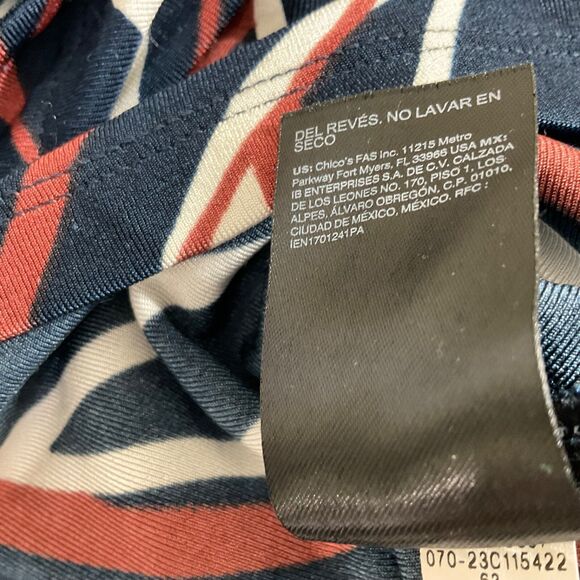 DEL REVÉS. NO LAVAR EN
SECO
US: Chico's FAS Inc. 11215 Metro
Parkway Fort Myers, FL 33966 USA MX:
IB ENTERPRISES S.A. DE C.V. CALZADA
DE LOS LEONES NO. 170, PISO 1, LOS
ALPES, ÁLVARO OBREGÓN, C.P. 01010.
CIUDAD DE MÉXICO, MÉXICO. RFC :
IEN1701241PA
070-23C115422